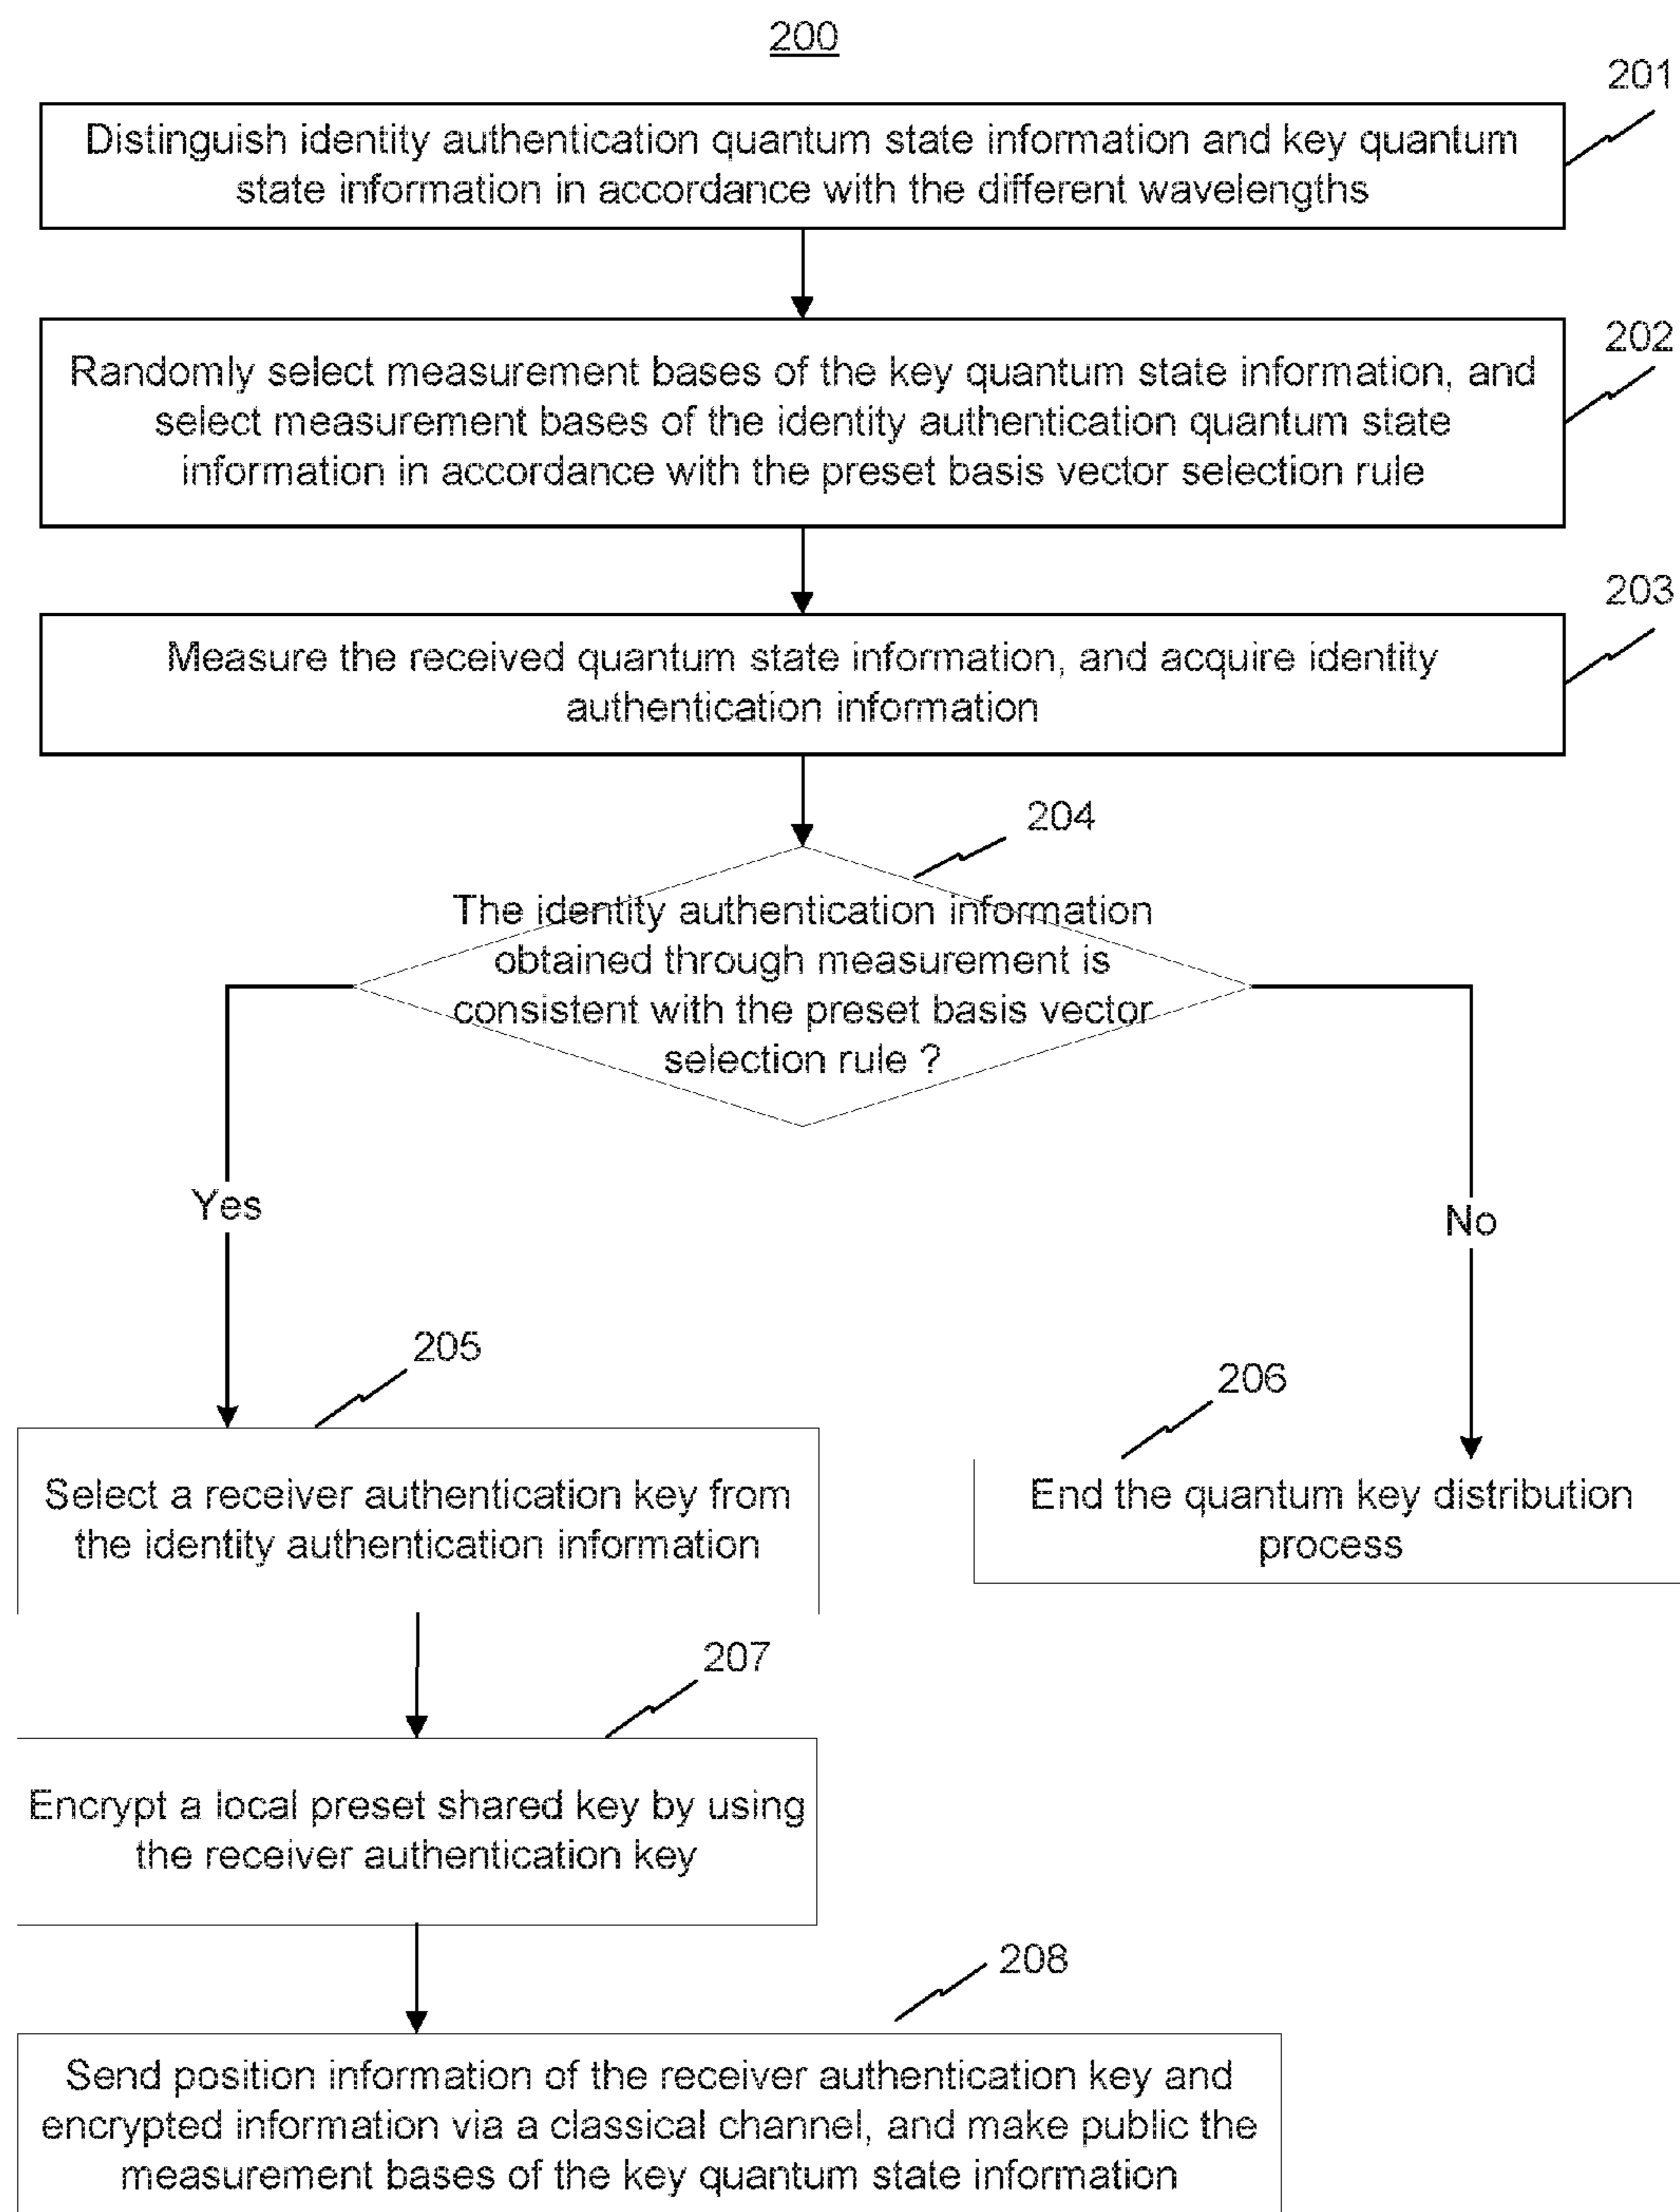 200
201
Distinguish identity authentication quantum state information and key quantum
state information in accordance with the different wavelengths
202
Randomly select measurement bases of the key quantum state information, and
select measurement bases of the identity authentication quantum state
information in accordance with the preset basis vector selection rule
203
Measure the received quantum state information, and acquire identity
authentication information
204
The identity authentication information
obtained through measurement is
consistent with the preset basis vector
selection rule ?
Yes
No
205
Select a receiver authentication key from
the identity authentication information
206
End the quantum key distribution
process
207
Encrypt a local preset shared key by using
the receiver authentication key
208
Send position information of the receiver authentication key and
encrypted information via a classical channel, and make public the
measurement bases of the key quantum state information